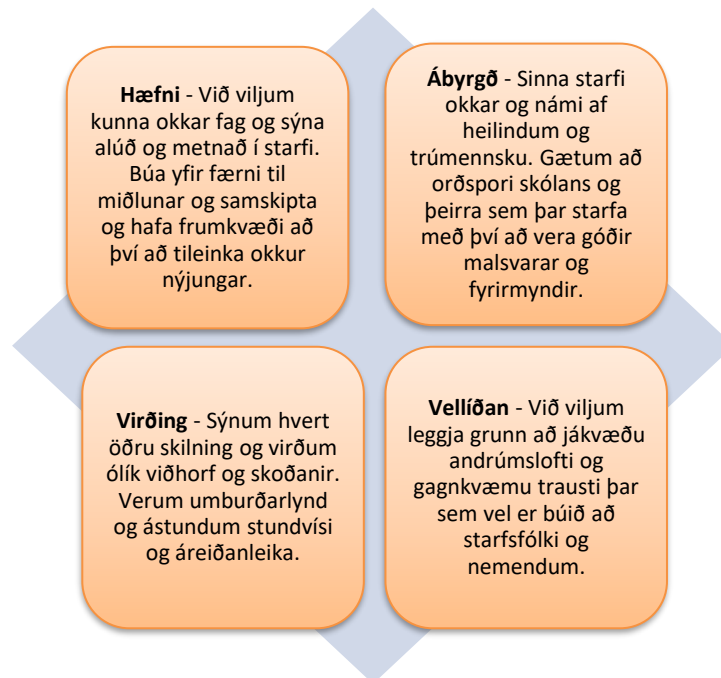 Hæfni - Við viljum
kunna okkar fag og sýna
alúð og metnað í starfi.
Búa yfir færni til
miðlunar og samskipta
og hafa frumkvæði að
því að tileinka okkur
nýjungar.
Ábyrgð - Sinna starfi
okkar og námi af
heilindum og
trúmennsku. Gætum að
orðspori skólans og
þeirra sem þar starfa
með því að vera góðir
malsvarar og
fyrirmyndir.
Virðing - Sýnum hvert
öðru skilning og virðum
ólík viðhorf og skoðanir.
Verum umburðarlynd
og ástundum stundvísi
og áreiðanleika.
Vellíðan - Við viljum
leggja grunn að jákvæðu
andrúmslofti og
gagnkvæmu trausti þar
sem vel er búið að
starfsfólki og
nemendum.